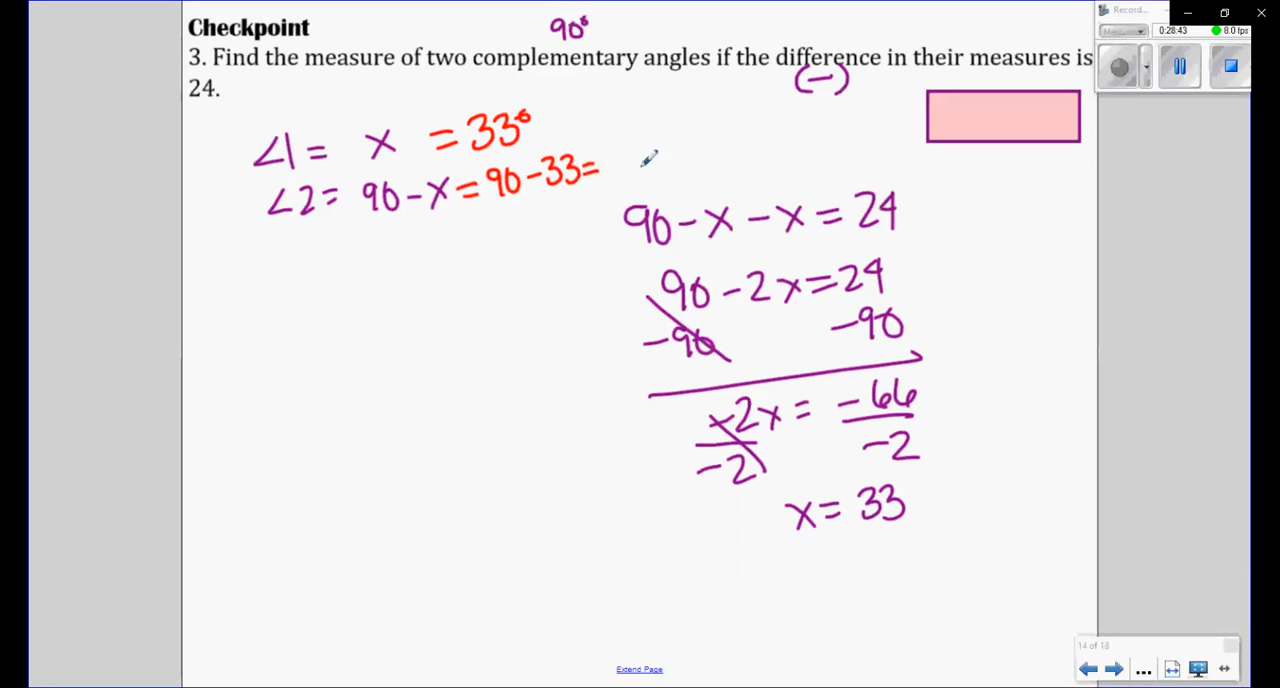 Checkpoint
90°
3. Find the measure of two complementary angles if the difference in their measures is
24.
(−)
∠1 = x = 33°
∠2 = 90 − x = 90 − 33 =
90 − x − x = 24
90 − 2x = 24
−90 −90
−2x = −66
−2 −2
x = 33
Record...
0:28:43 8.0 fps
Extend Page
14 of 18